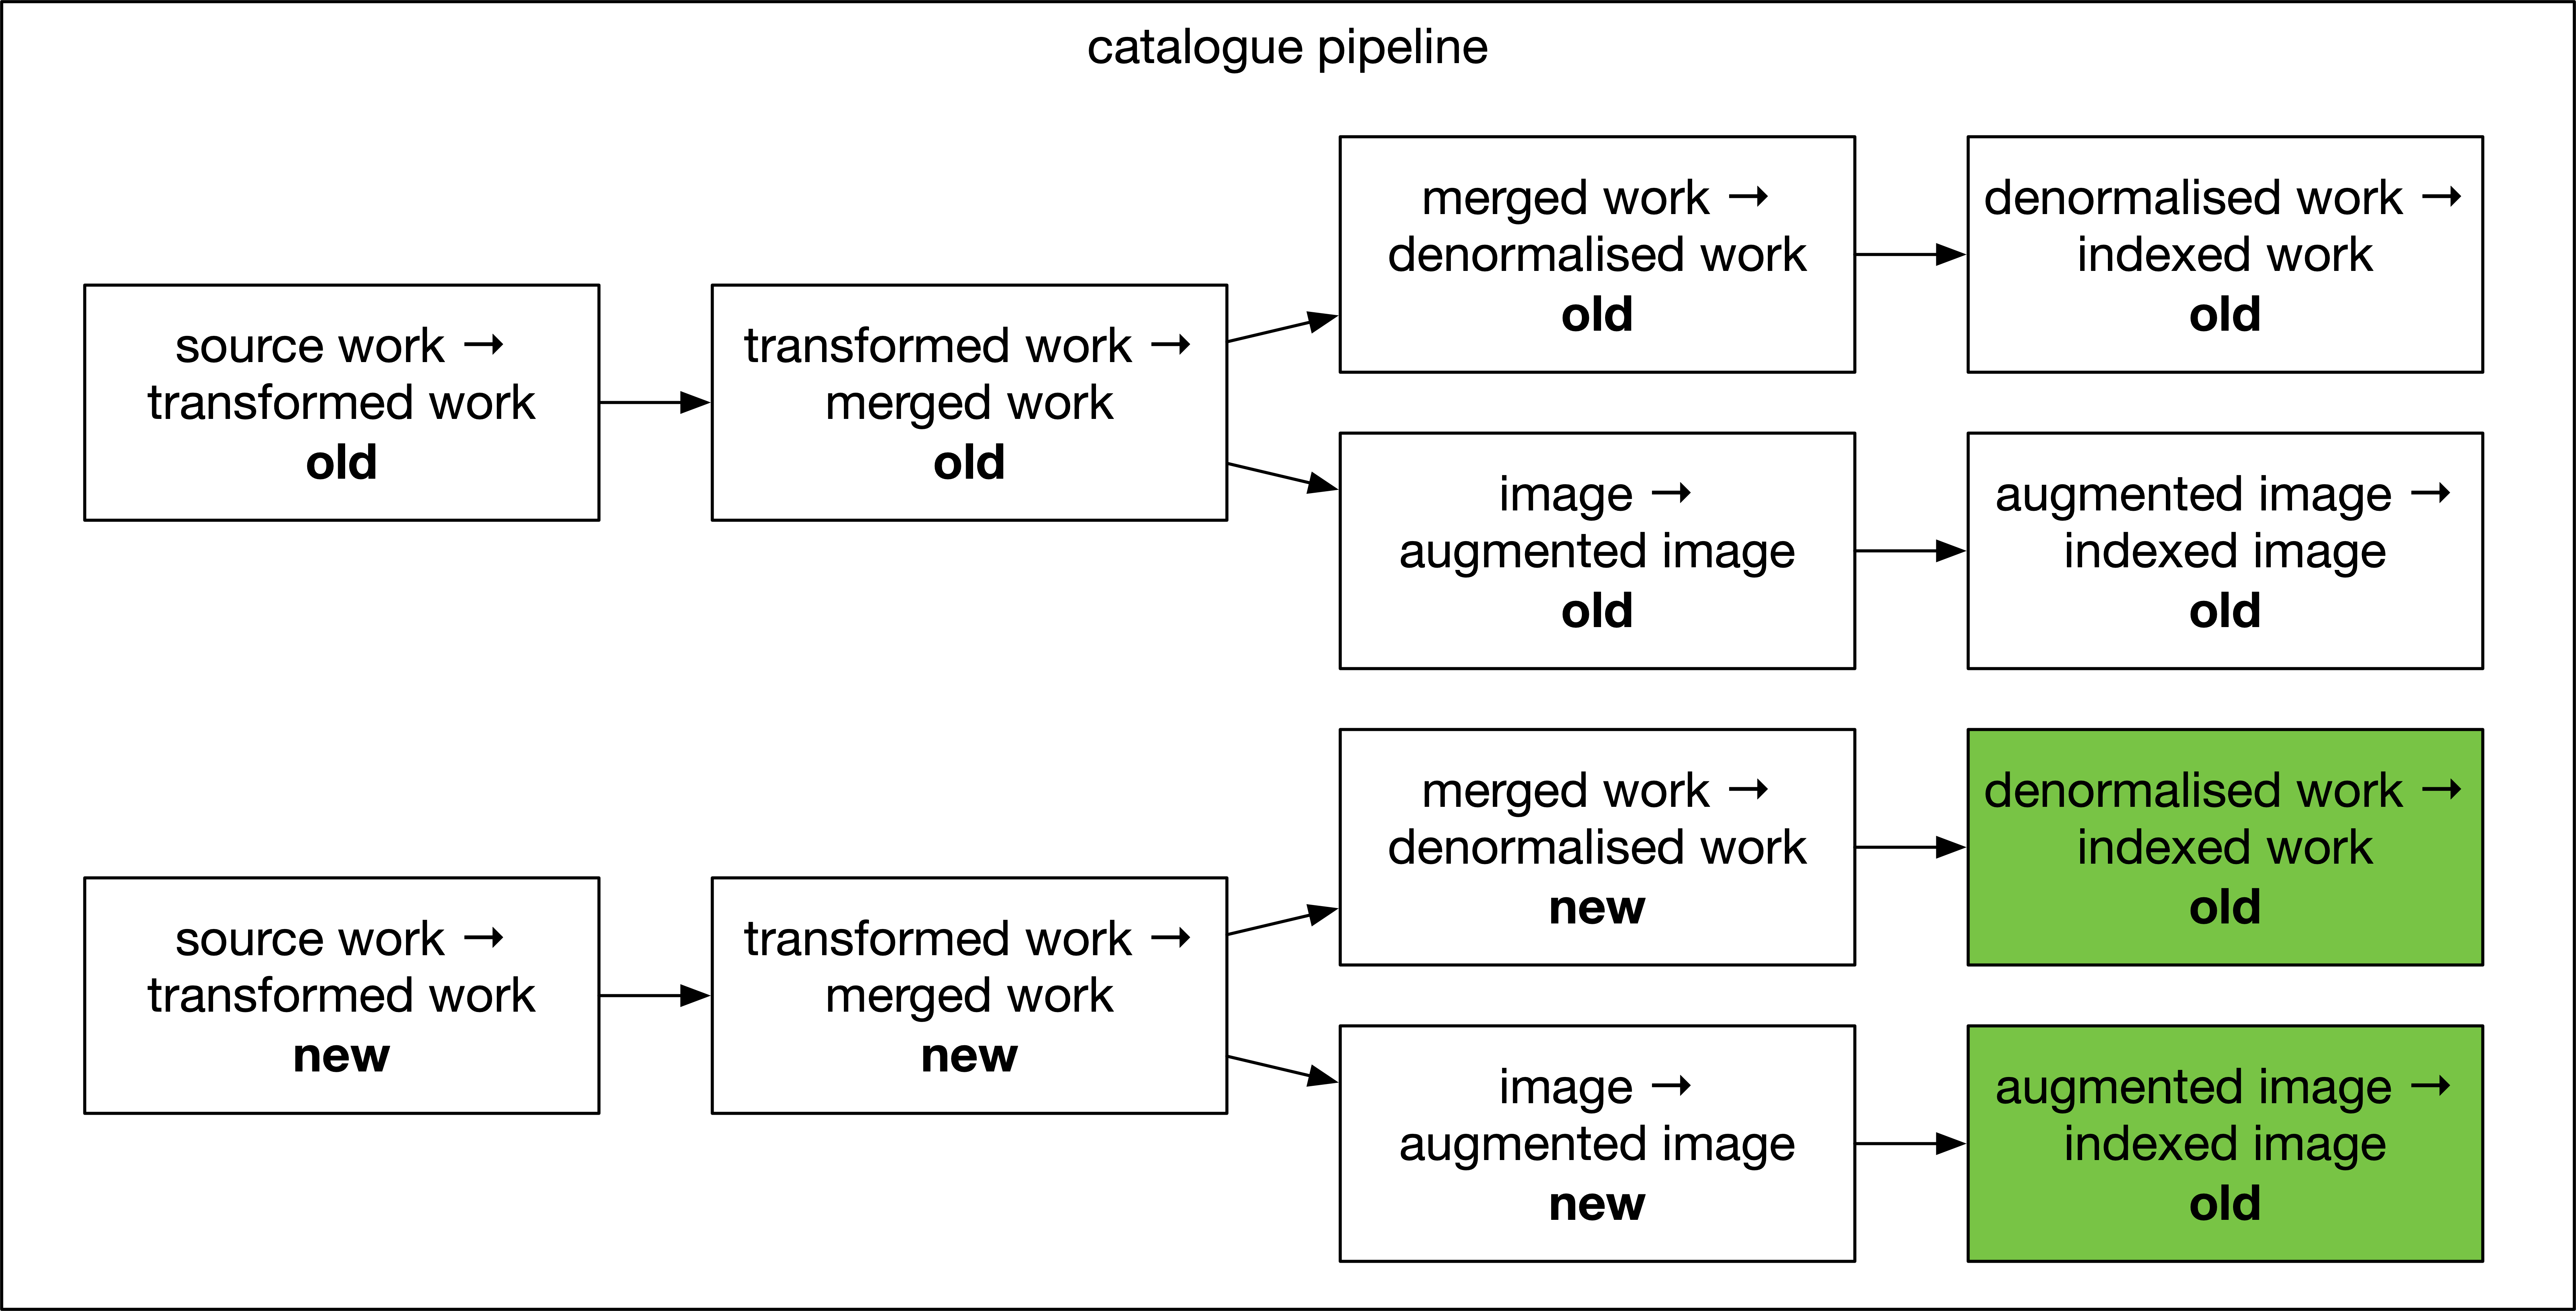 catalogue pipeline
source work →
transformed work
old
transformed work →
merged work
old
merged work →
denormalised work
old
denormalised work →
indexed work
old
image →
augmented image
old
augmented image →
indexed image
old
source work →
transformed work
new
transformed work →
merged work
new
merged work →
denormalised work
new
denormalised work →
indexed work
old
image →
augmented image
new
augmented image →
indexed image
old